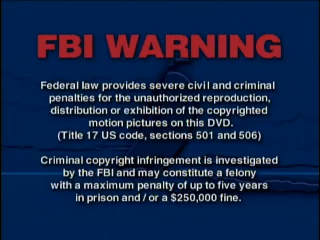 FBI WARNING
Federal law provides severe civil and criminal
penalties for the unauthorized reproduction,
distribution or exhibition of the copyrighted
motion pictures on this DVD.
(Title 17 US code, sections 501 and 506)
Criminal copyright infringement is investigated
by the FBI and may constitute a felony
with a maximum penalty of up to five years
in prison and / or a $250,000 fine.